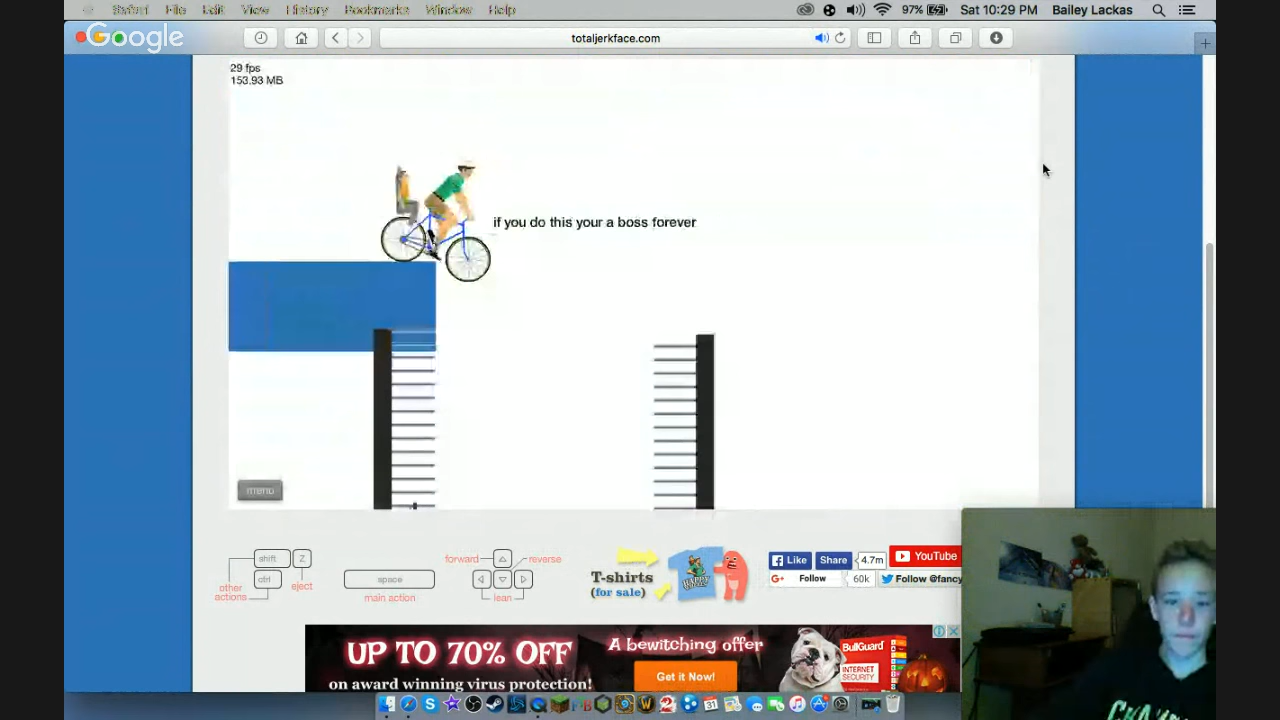 Safari File Edit View History Bookmarks Window Help 97% Sat 10:29 PM Bailey Lackas
Google
totaljerkface.com
29 fps
153.93 MB
if you do this your a boss forever
menu
shift Z
ctrl
other
actions
eject
space
main action
forward
reverse
lean
T-shirts
(for sale)
HAPPY
Like Share 4.7m
YouTube
Follow 60k Follow @fancy
UP TO 70% OFF
on award winning virus protection!
A bewitching offer
Get it Now!
BullGuard
INTERNET
SECURITY